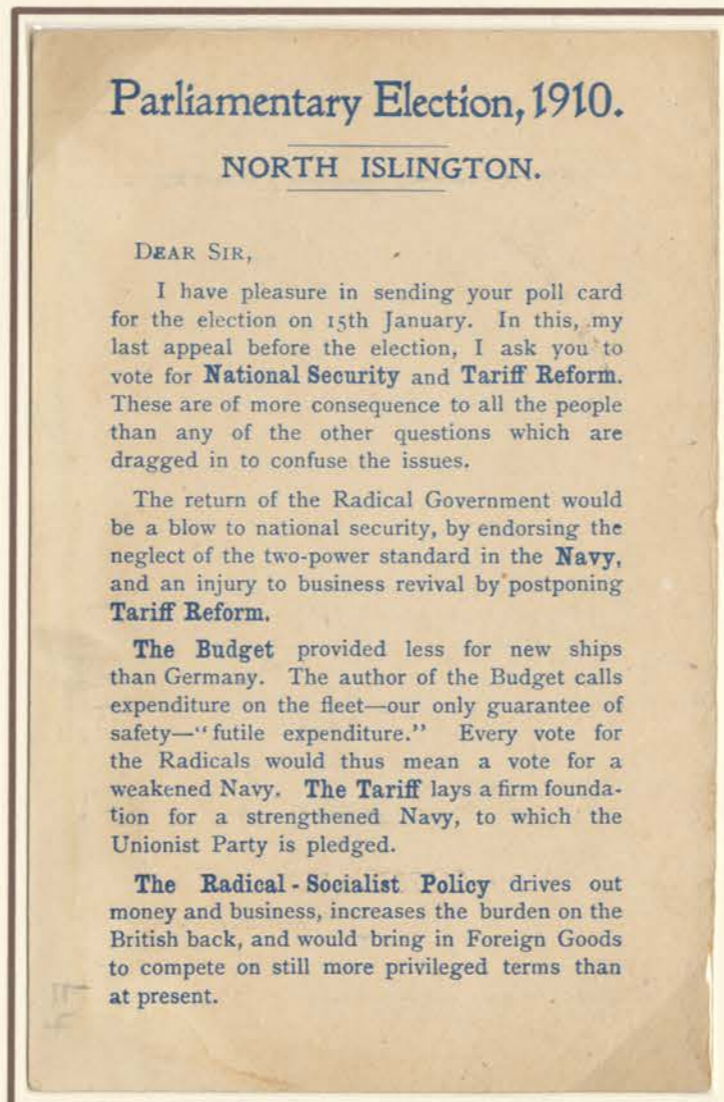 Parliamentary Election, 1910.
NORTH ISLINGTON.
DEAR SIR,
I have pleasure in sending your poll card
for the election on 15th January. In this, my
last appeal before the election, I ask you to
vote for National Security and Tariff Reform.
These are of more consequence to all the people
than any of the other questions which are
dragged in to confuse the issues.
The return of the Radical Government would
be a blow to national security, by endorsing the
neglect of the two-power standard in the Navy,
and an injury to business revival by postponing
Tariff Reform.
The Budget provided less for new ships
than Germany. The author of the Budget calls
expenditure on the fleet—our only guarantee of
safety—“futile expenditure.” Every vote for
the Radicals would thus mean a vote for a
weakened Navy. The Tariff lays a firm founda-
tion for a strengthened Navy, to which the
Unionist Party is pledged.
The Radical-Socialist Policy drives out
money and business, increases the burden on the
British back, and would bring in Foreign Goods
to compete on still more privileged terms than
at present.